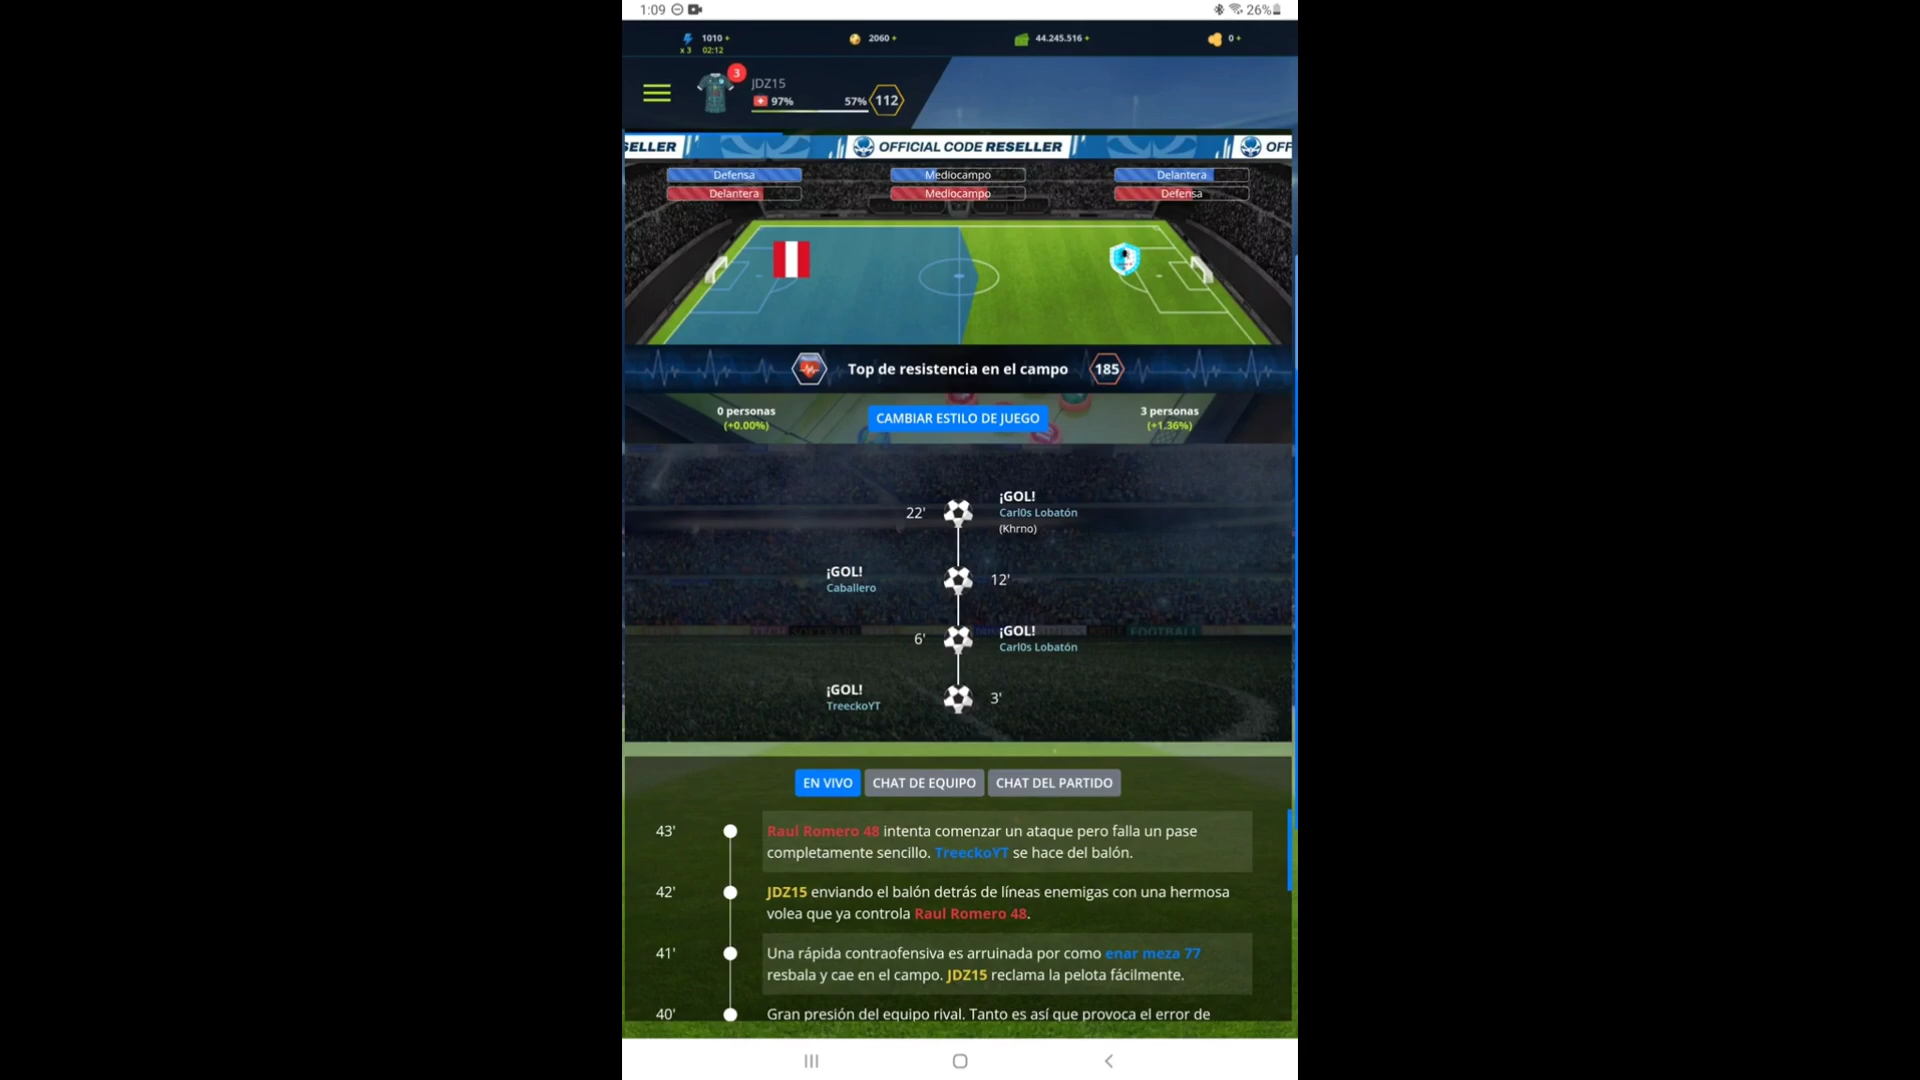 1:09
26%
1010 +
x 3 02:12
2060 +
44.245.516 +
0 +
3
JDZ15
97%
57%
112
SELLER
OFFICIAL CODE RESELLER
OFF
Defensa
Mediocampo
Delantera
Delantera
Mediocampo
Defensa
Top de resistencia en el campo
185
0 personas
(+0.00%)
CAMBIAR ESTILO DE JUEGO
3 personas
(+1.36%)
22'
¡GOL!
Carl0s Lobatón
(Khrno)
¡GOL!
Caballero
12'
6'
¡GOL!
Carl0s Lobatón
¡GOL!
TreeckoYT
3'
FOOTBALL
EN VIVO
CHAT DE EQUIPO
CHAT DEL PARTIDO
43'
Raul Romero 48 intenta comenzar un ataque pero falla un pase
completamente sencillo. TreeckoYT se hace del balón.
42'
JDZ15 enviando el balón detrás de líneas enemigas con una hermosa
volea que ya controla Raul Romero 48.
41'
Una rápida contraofensiva es arruinada por como enar meza 77
resbala y cae en el campo. JDZ15 reclama la pelota fácilmente.
40'
Gran presión del equipo rival. Tanto es así que provoca el error de